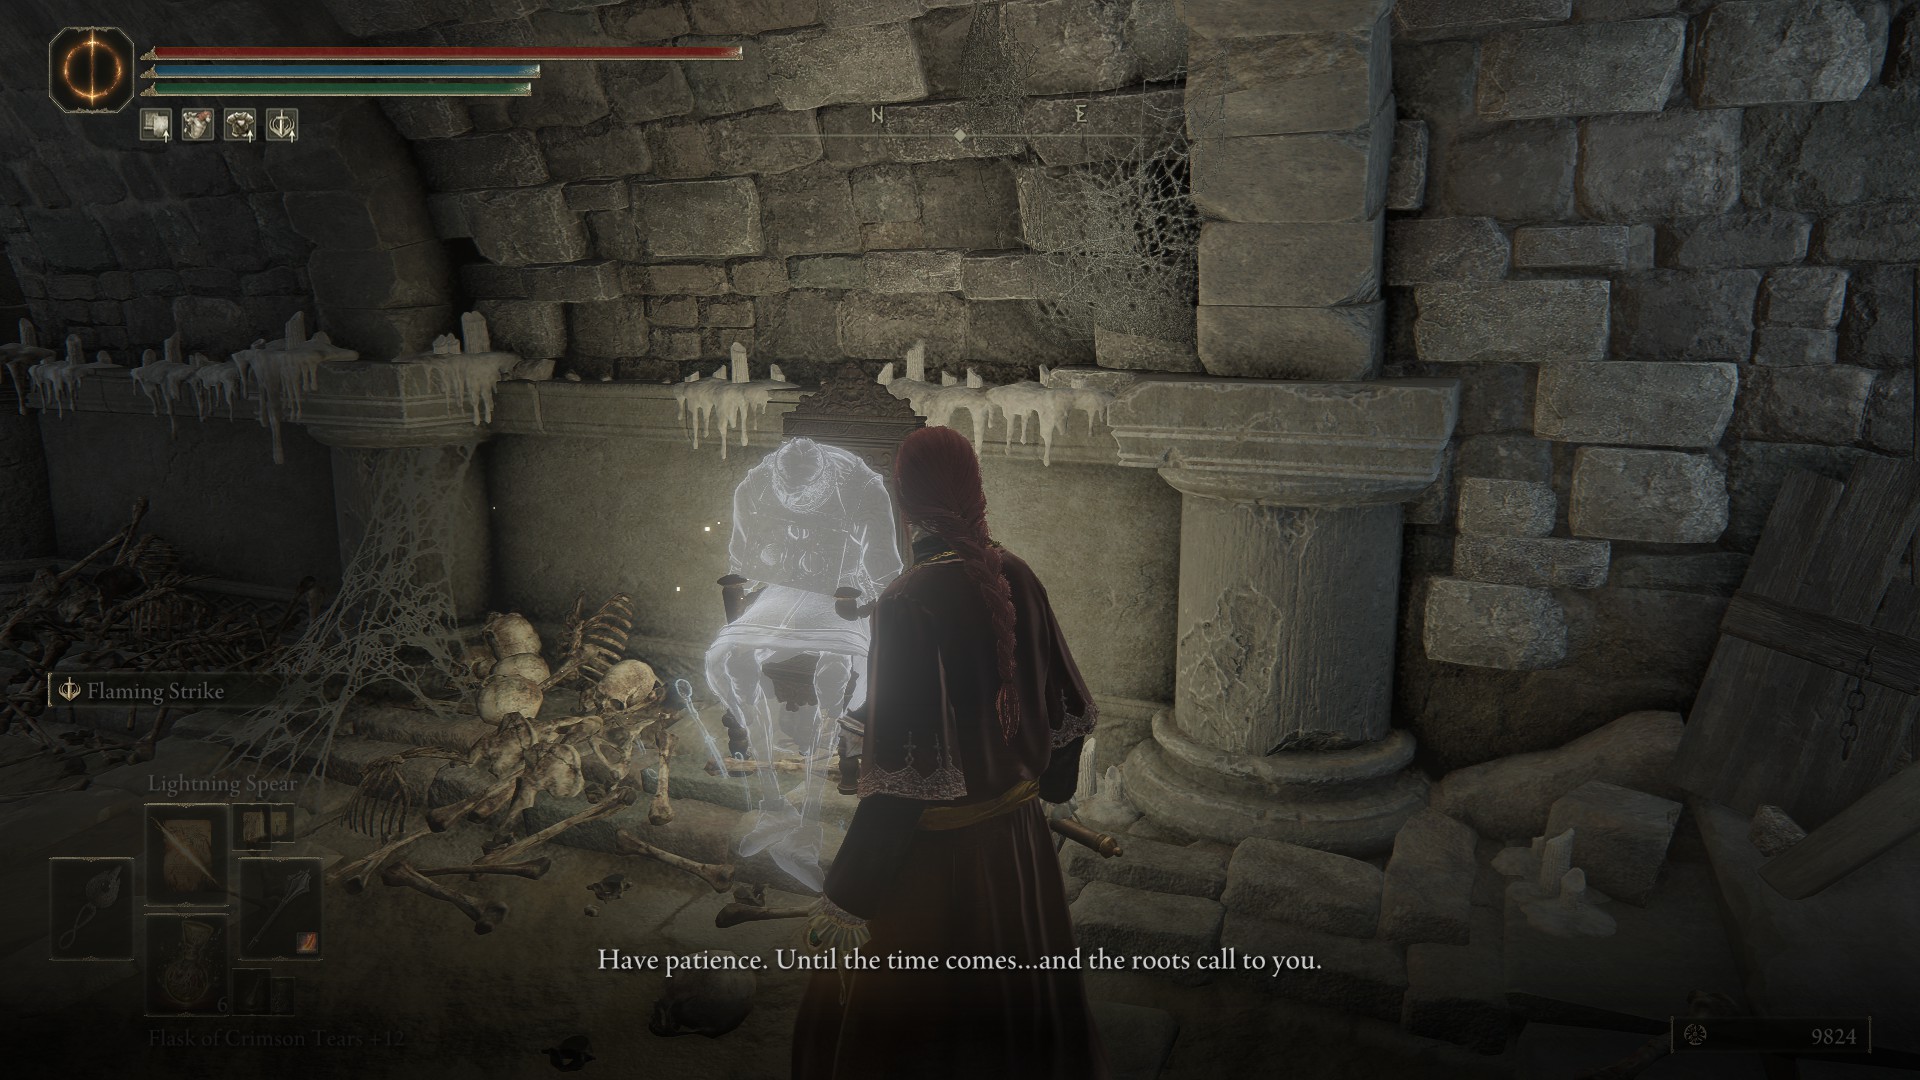 N
E
Flaming Strike
Lightning Spear
6
Flask of Crimson Tears +12
Have patience. Until the time comes...and the roots call to you.
9824